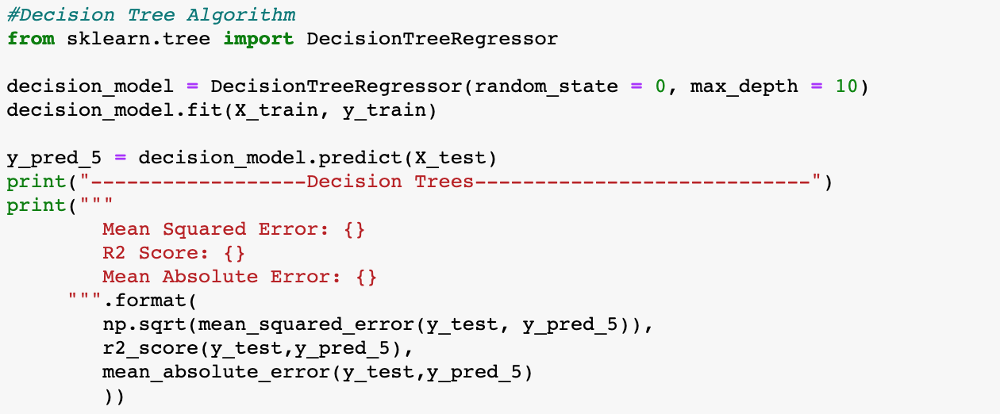 #Decision Tree Algorithm
from sklearn.tree import DecisionTreeRegressor
decision_model = DecisionTreeRegressor(random_state = 0, max_depth = 10)
decision_model.fit(X_train, y_train)
y_pred_5 = decision_model.predict(X_test)
print("------------------Decision Trees----------------------------")
print("""
Mean Squared Error: {}
R2 Score: {}
Mean Absolute Error: {}
""".format(
np.sqrt(mean_squared_error(y_test, y_pred_5)),
r2_score(y_test,y_pred_5),
mean_absolute_error(y_test,y_pred_5)
))